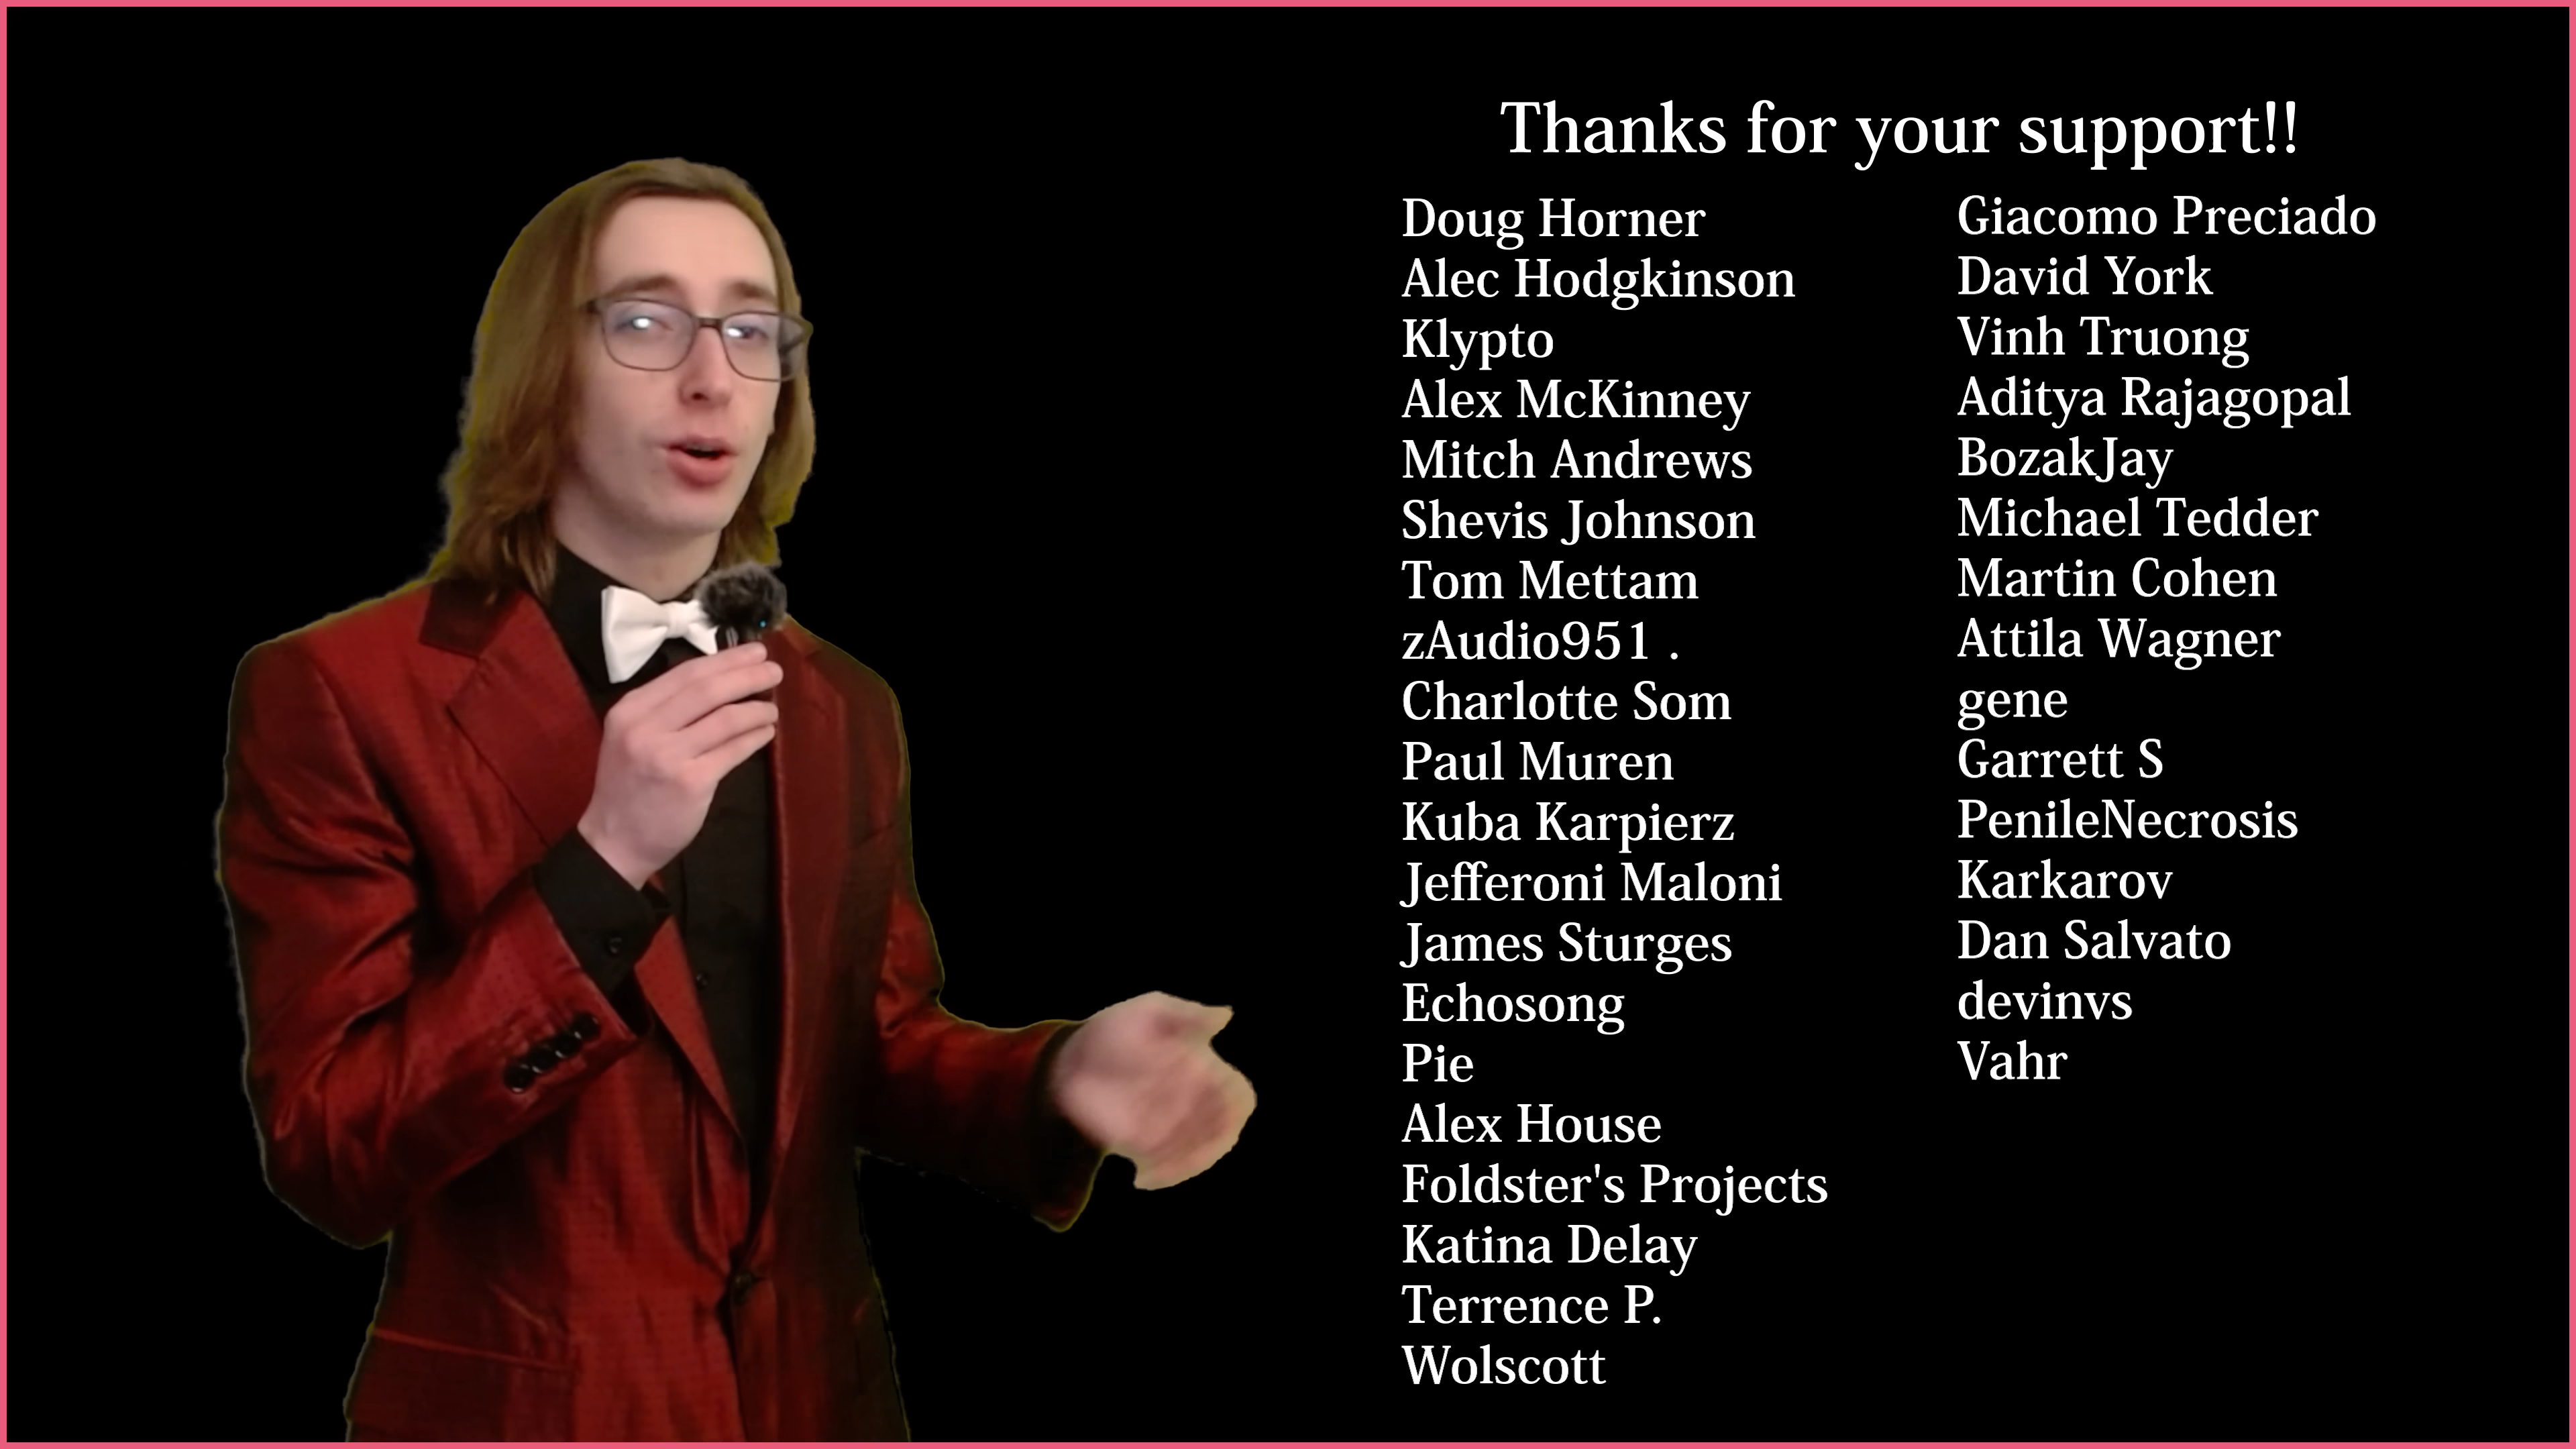 Thanks for your support!!
Doug Horner
Alec Hodgkinson
Klypto
Alex McKinney
Mitch Andrews
Shevis Johnson
Tom Mettam
zAudio951 .
Charlotte Som
Paul Muren
Kuba Karpierz
Jefferoni Maloni
James Sturges
Echosong
Pie
Alex House
Foldster's Projects
Katina Delay
Terrence P.
Wolscott
Giacomo Preciado
David York
Vinh Truong
Aditya Rajagopal
BozakJay
Michael Tedder
Martin Cohen
Attila Wagner
gene
Garrett S
PenileNecrosis
Karkarov
Dan Salvato
devinvs
Vahr